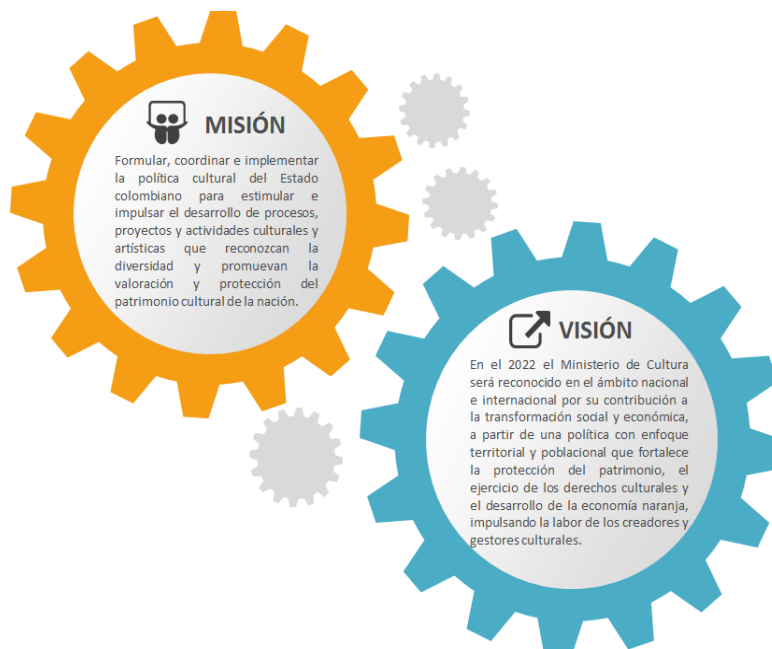 MISIÓN
Formular, coordinar e implementar
la política cultural del Estado
colombiano para estimular e
impulsar el desarrollo de procesos,
proyectos y actividades culturales y
artísticas que reconozcan la
diversidad y promuevan la
valoración y protección del
patrimonio cultural de la nación.
VISIÓN
En el 2022 el Ministerio de Cultura
será reconocido en el ámbito nacional
e internacional por su contribución a
la transformación social y económica,
a partir de una política con enfoque
territorial y poblacional que fortalece
la protección del patrimonio, el
ejercicio de los derechos culturales y
el desarrollo de la economía naranja,
impulsando la labor de los creadores y
gestores culturales.